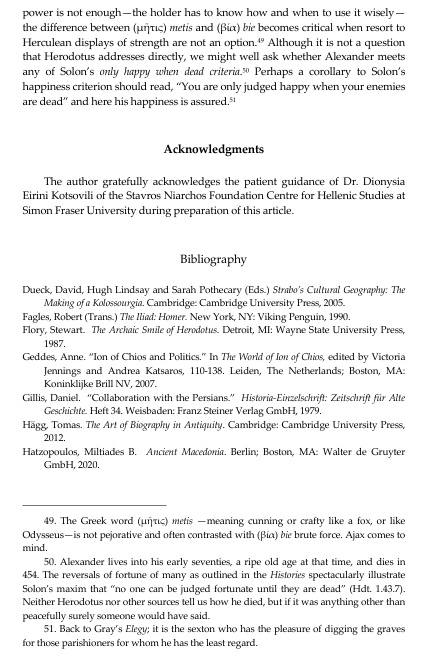 power is not enough—the holder has to know how and when to use it wisely—
the difference between (μῆτις) metis and (βία) bie becomes critical when resort to
Herculean displays of strength are not an option.49 Although it is not a question
that Herodotus addresses directly, we might well ask whether Alexander meets
any of Solon's only happy when dead criteria.50 Perhaps a corollary to Solon's
happiness criterion should read, "You are only judged happy when your enemies
are dead" and here his happiness is assured.51
Acknowledgments
The author gratefully acknowledges the patient guidance of Dr. Dionysia
Eirini Kotsovili of the Stavros Niarchos Foundation Centre for Hellenic Studies at
Simon Fraser University during preparation of this article.
Bibliography
Dueck, David, Hugh Lindsay and Sarah Pothecary (Eds.) Strabo's Cultural Geography: The
Making of a Kolossourgia. Cambridge: Cambridge University Press, 2005.
Fagles, Robert (Trans.) The Iliad: Homer. New York, NY: Viking Penguin, 1990.
Flory, Stewart. The Archaic Smile of Herodotus. Detroit, MI: Wayne State University Press,
1987.
Geddes, Anne. "Ion of Chios and Politics." In The World of Ion of Chios, edited by Victoria
Jennings and Andrea Katsaros, 110-138. Leiden, The Netherlands; Boston, MA:
Koninklijke Brill NV, 2007.
Gillis, Daniel. "Collaboration with the Persians." Historia-Einzelschrift: Zeitschrift für Alte
Geschichte. Heft 34. Weisbaden: Franz Steiner Verlag GmbH, 1979.
Hägg, Tomas. The Art of Biography in Antiquity. Cambridge: Cambridge University Press,
2012.
Hatzopoulos, Miltiades B. Ancient Macedonia. Berlin; Boston, MA: Walter de Gruyter
GmbH, 2020.
49. The Greek word (μῆτις) metis —meaning cunning or crafty like a fox, or like
Odysseus—is not pejorative and often contrasted with (βία) bie brute force. Ajax comes to
mind.
50. Alexander lives into his early seventies, a ripe old age at that time, and dies in
454. The reversals of fortune of many as outlined in the Histories spectacularly illustrate
Solon's maxim that "no one can be judged fortunate until they are dead" (Hdt. 1.43.7).
Neither Herodotus nor other sources tell us how he died, but if it was anything other than
peacefully surely someone would have said.
51. Back to Gray's Elegy; it is the sexton who has the pleasure of digging the graves
for those parishioners for whom he has the least regard.